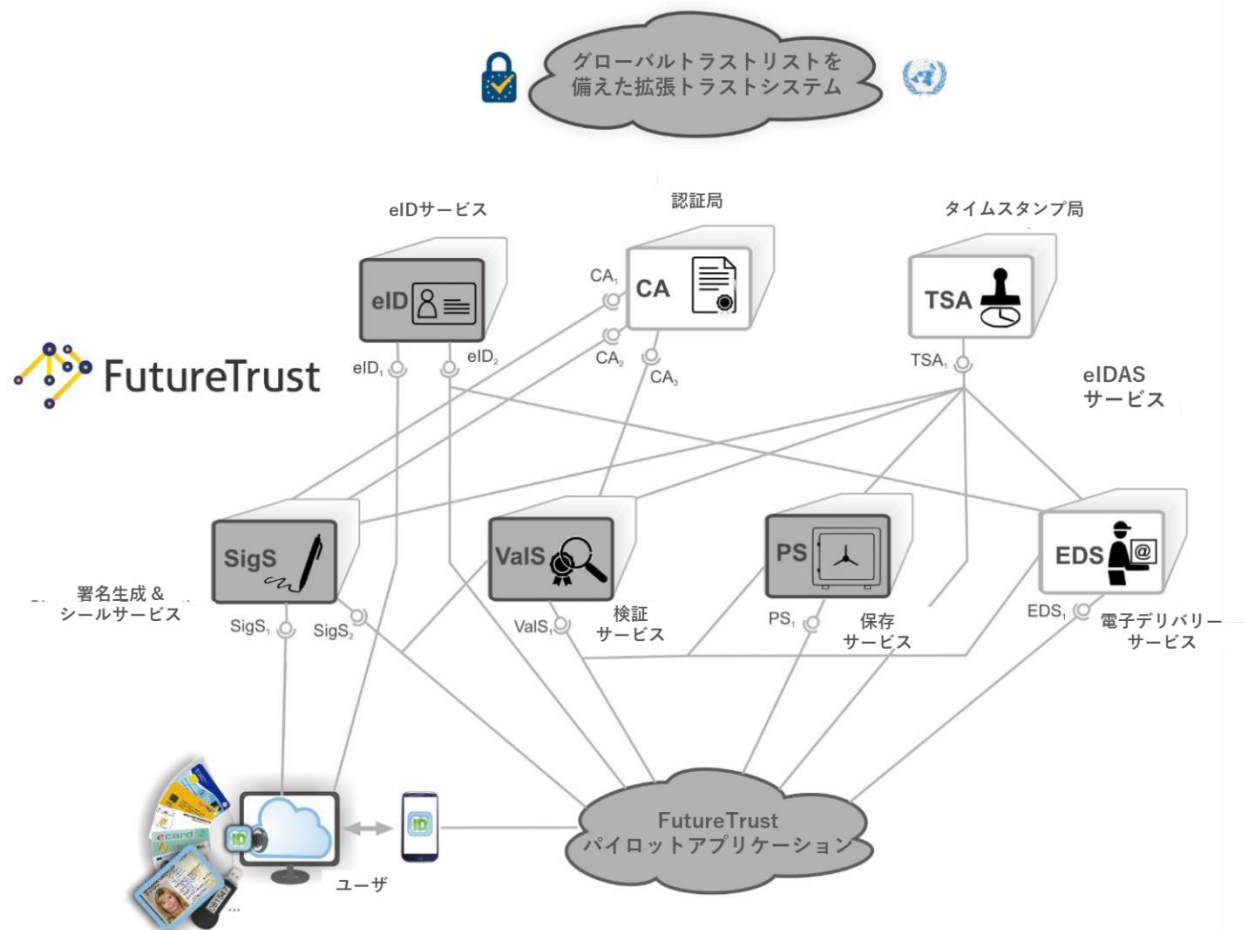 グローバルトラストリストを
備えた拡張トラストシステム
eIDサービス
認証局
タイムスタンプ局
eID
CA₁
CA
TSA
CA₂
CA₃
eID₁
eID₂
TSA₁
FutureTrust
eIDAS
サービス
SigS
ValS
PS
EDS
署名生成 &
シールサービス
SigS₁
SigS₂
ValS₁
検証
サービス
PS₁
保存
サービス
EDS₁
電子デリバリー
サービス
ecard
ID
ID
FutureTrust
パイロットアプリケーション
ユーザ
...